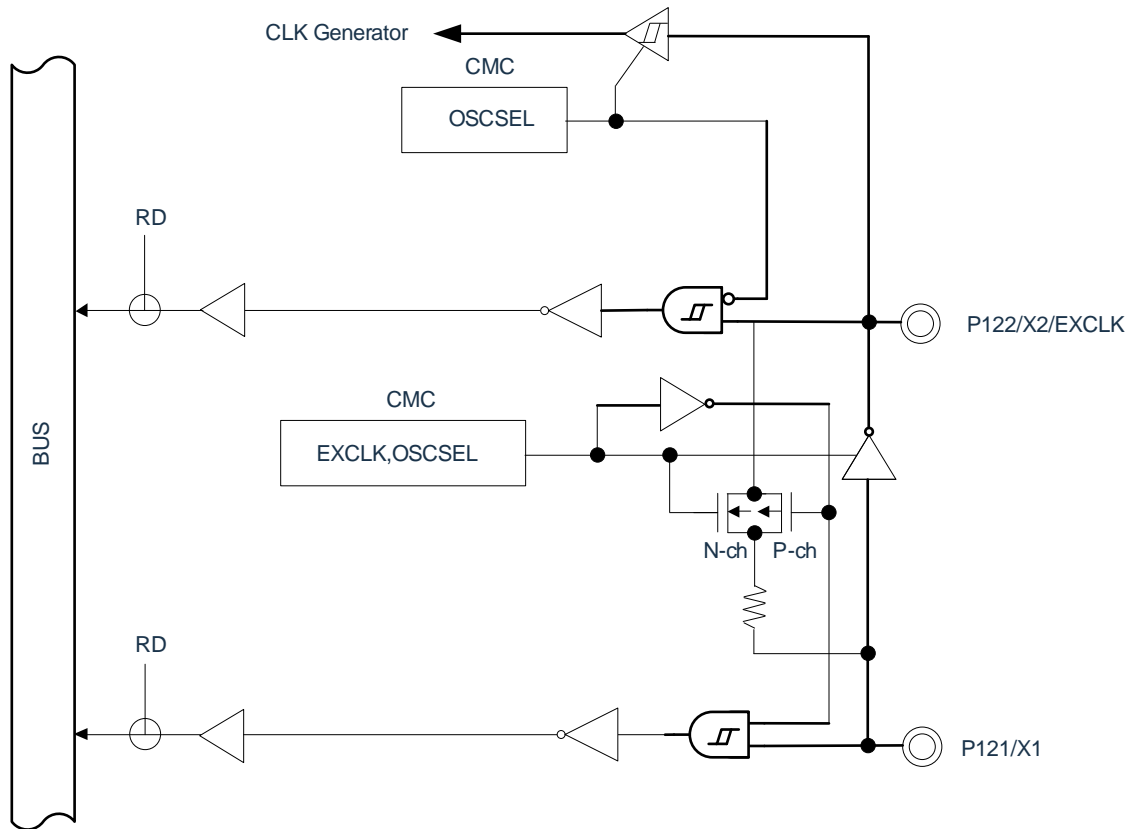 CLK Generator
CMC
OSCSEL
RD
P122/X2/EXCLK
CMC
EXCLK,OSCSEL
BUS
N-ch
P-ch
RD
P121/X1